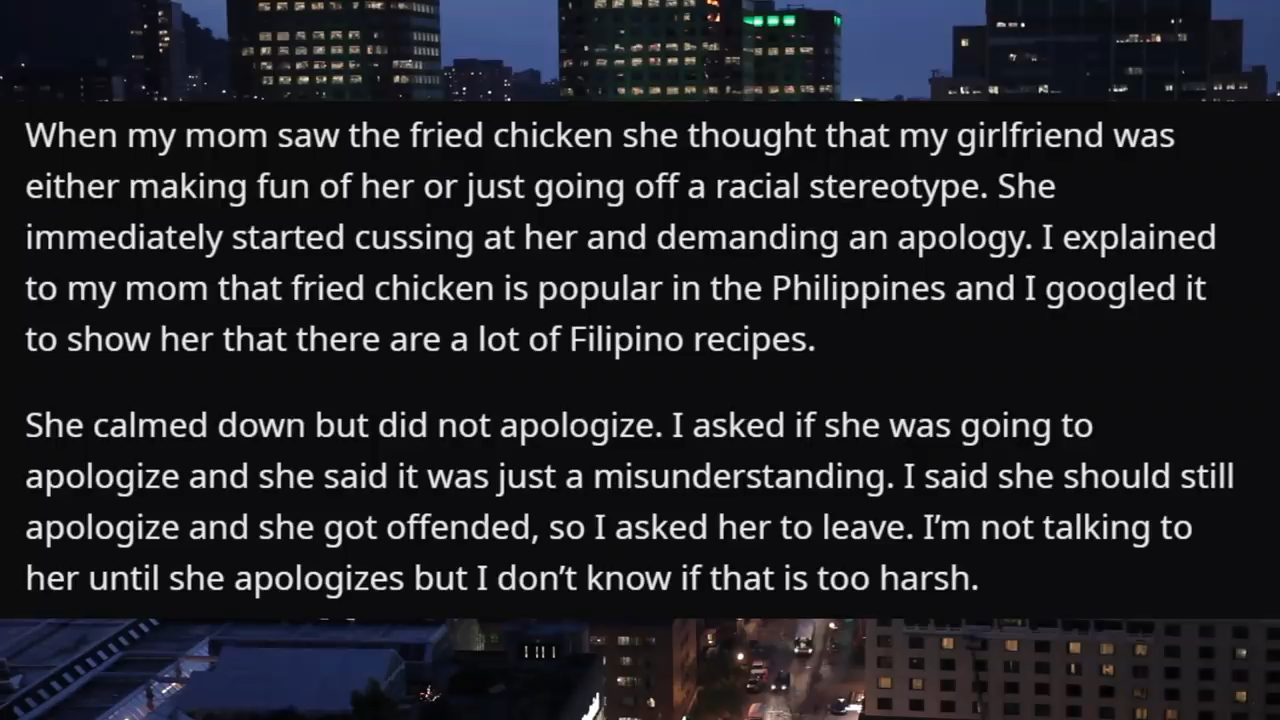 When my mom saw the fried chicken she thought that my girlfriend was
either making fun of her or just going off a racial stereotype. She
immediately started cussing at her and demanding an apology. I explained
to my mom that fried chicken is popular in the Philippines and I googled it
to show her that there are a lot of Filipino recipes.
She calmed down but did not apologize. I asked if she was going to
apologize and she said it was just a misunderstanding. I said she should still
apologize and she got offended, so I asked her to leave. I’m not talking to
her until she apologizes but I don’t know if that is too harsh.